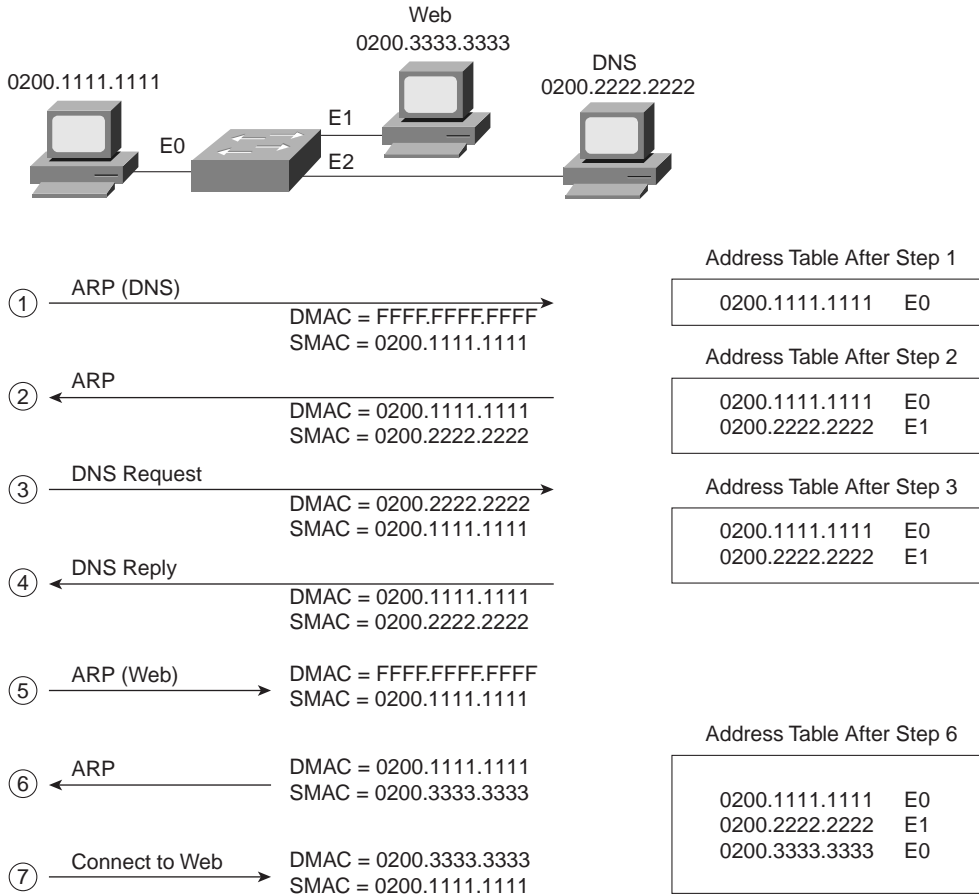 Web
0200.3333.3333
DNS
0200.2222.2222
0200.1111.1111
E0
E1
E2
Address Table After Step 1
0200.1111.1111 E0
1 ARP (DNS)
DMAC = FFFF.FFFF.FFFF
SMAC = 0200.1111.1111
Address Table After Step 2
0200.1111.1111 E0
0200.2222.2222 E1
2 ARP
DMAC = 0200.1111.1111
SMAC = 0200.2222.2222
3 DNS Request
DMAC = 0200.2222.2222
SMAC = 0200.1111.1111
Address Table After Step 3
0200.1111.1111 E0
0200.2222.2222 E1
4 DNS Reply
DMAC = 0200.1111.1111
SMAC = 0200.2222.2222
5 ARP (Web)
DMAC = FFFF.FFFF.FFFF
SMAC = 0200.1111.1111
Address Table After Step 6
0200.1111.1111 E0
0200.2222.2222 E1
0200.3333.3333 E0
6 ARP
DMAC = 0200.1111.1111
SMAC = 0200.3333.3333
7 Connect to Web
DMAC = 0200.3333.3333
SMAC = 0200.1111.1111